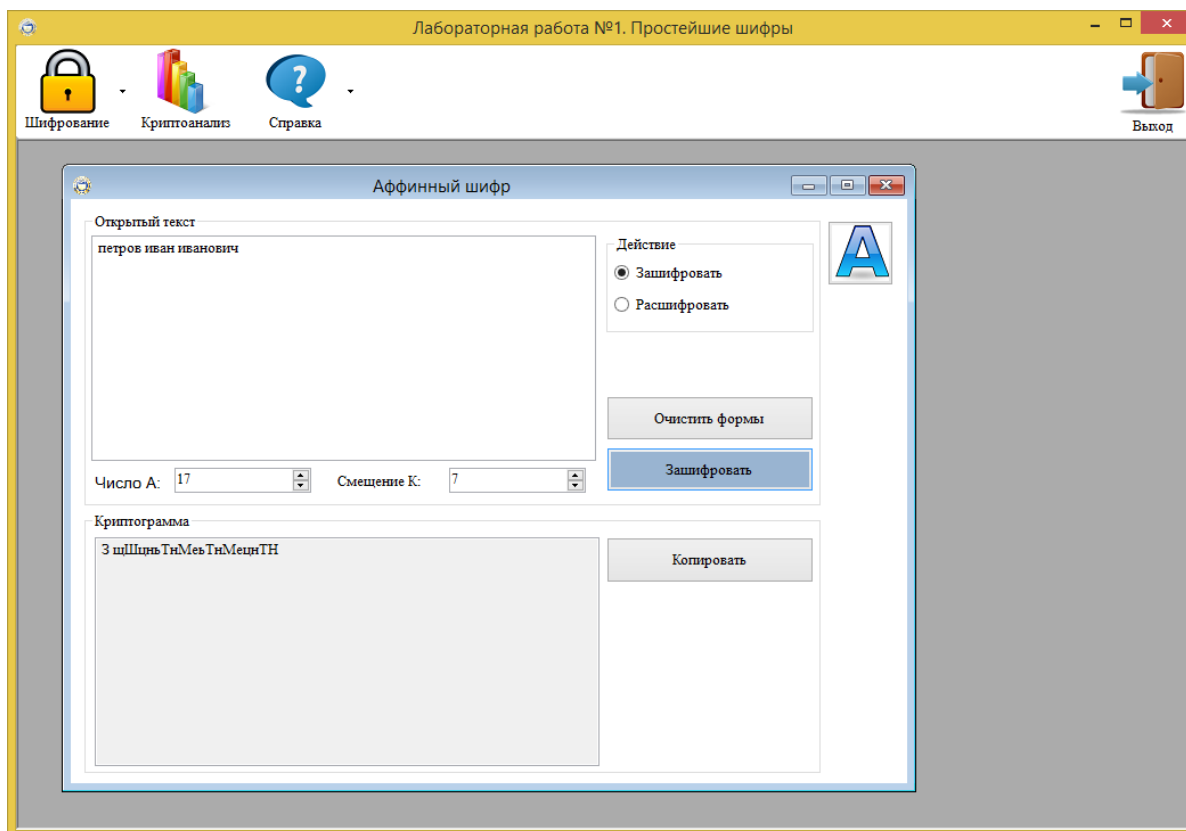 Лабораторная работа №1. Простейшие шифры
Шифрование Криптоанализ Справка Выход
Аффинный шифр
Открытый текст
петров иван иванович
Действие
Зашифровать
Расшифровать
Очистить формы
Зашифровать
Число А: 17 Смещение К: 7
Криптограмма
З щШцньТнМеьТнМецнТН
Копировать